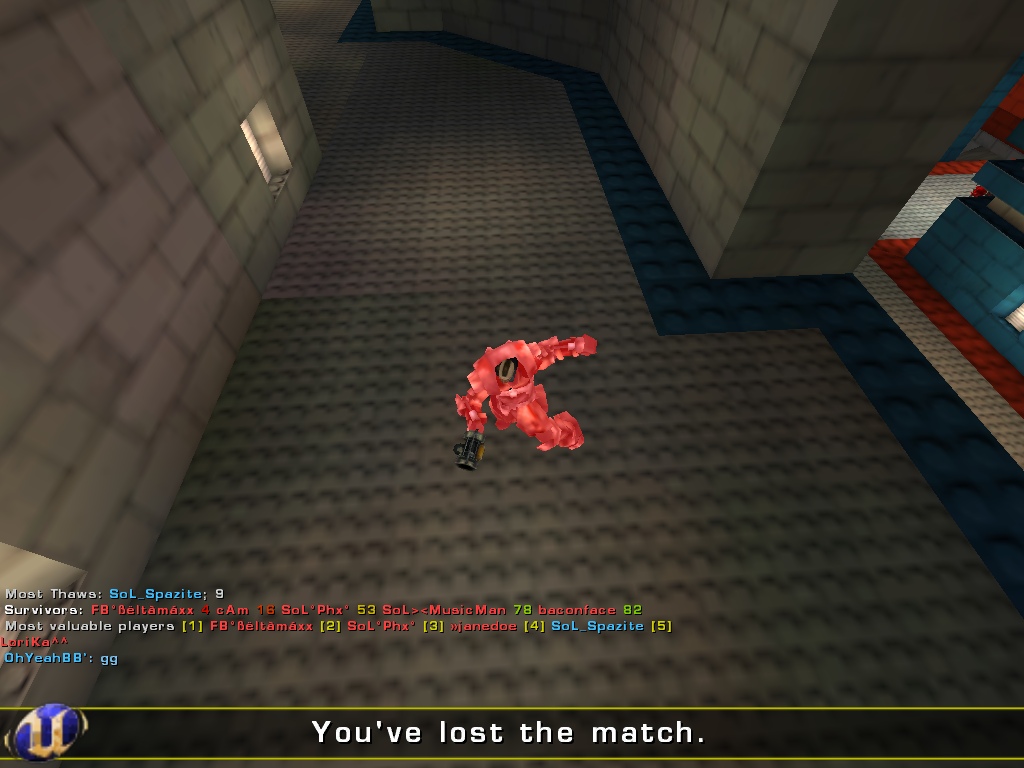 Most Thaws: SoL_Spazite; 9
Survivors: FB°ßëltåmåxx 4 cAm 16 SoL°Phx° 53 SoL><MusicMan 78 baconface 82
Most valuable players [1] FB°ßëltåmåxx [2] SoL°Phx° [3] »janedoe [4] SoL_Spazite [5]
LoriKa^^
OhYeahBB': gg
U
You've lost the match.